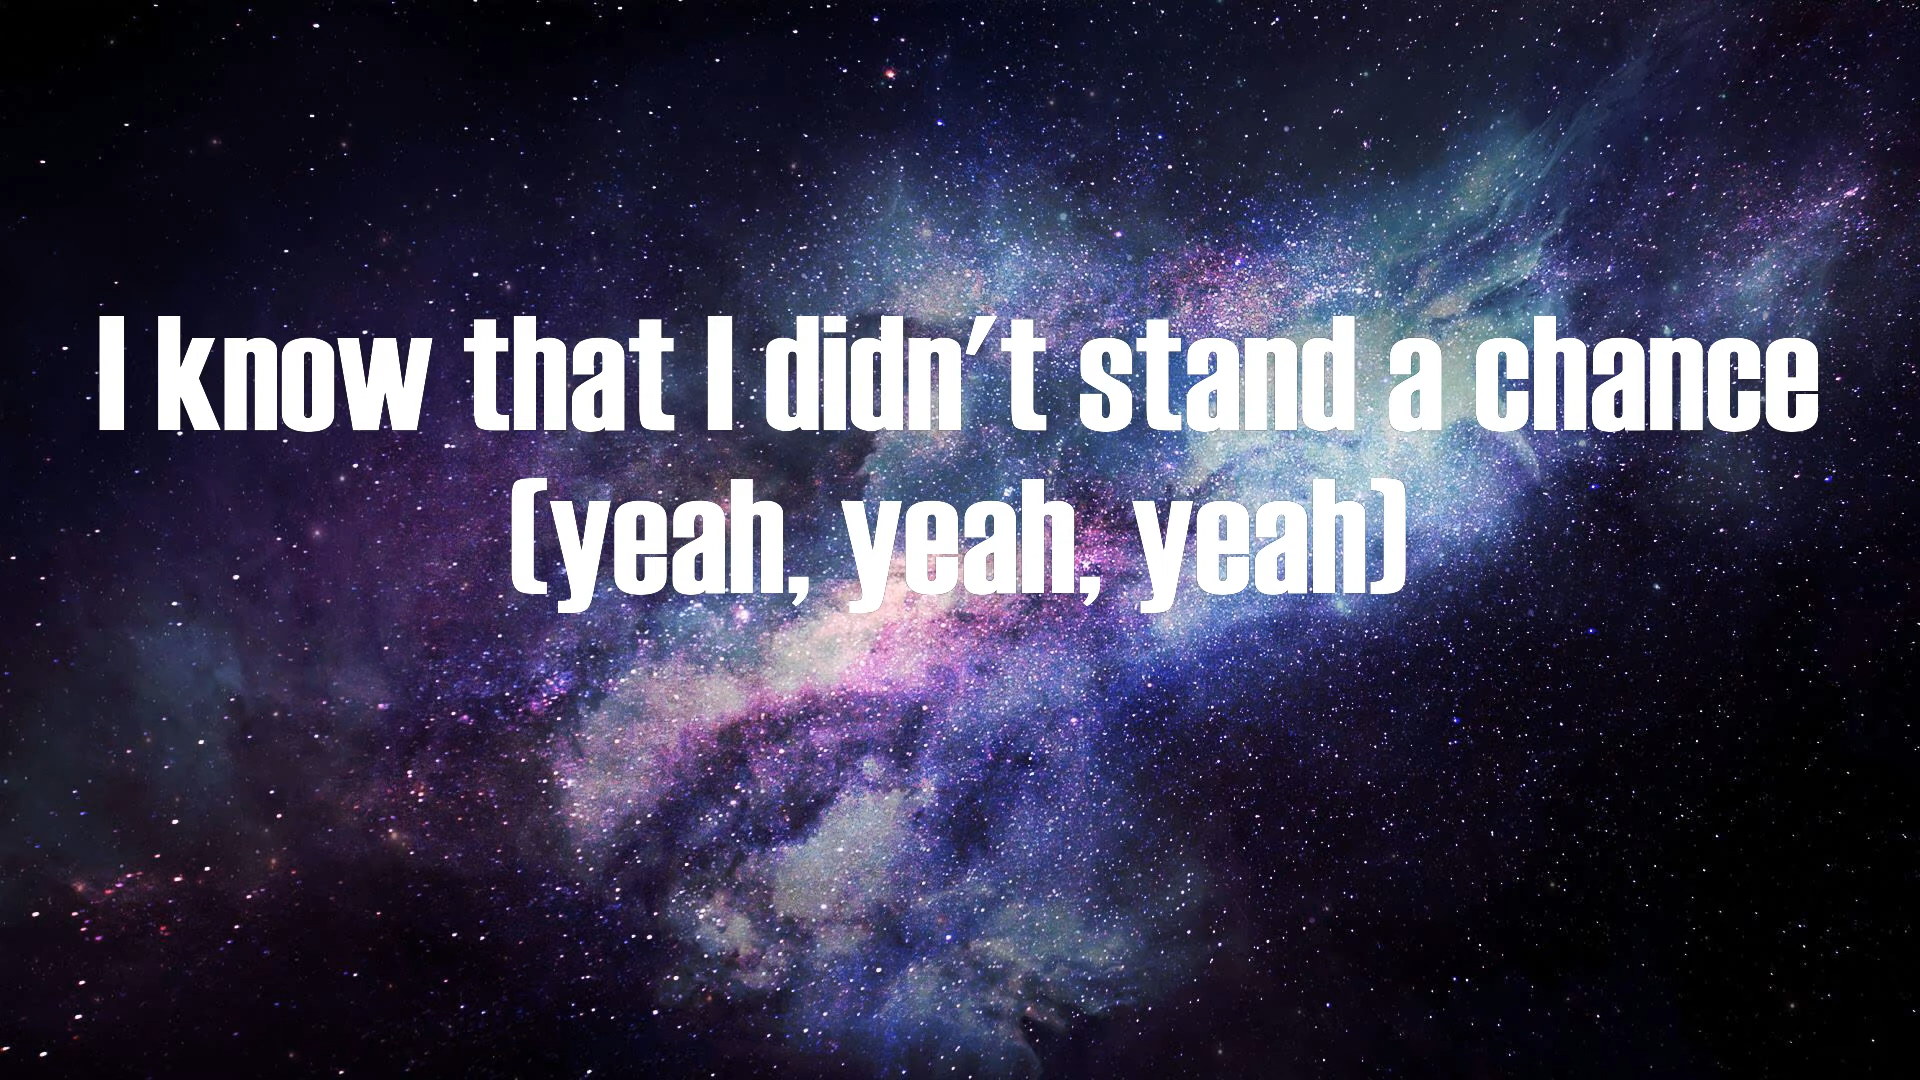 I know that I didn't stand a chance
(yeah, yeah, yeah)